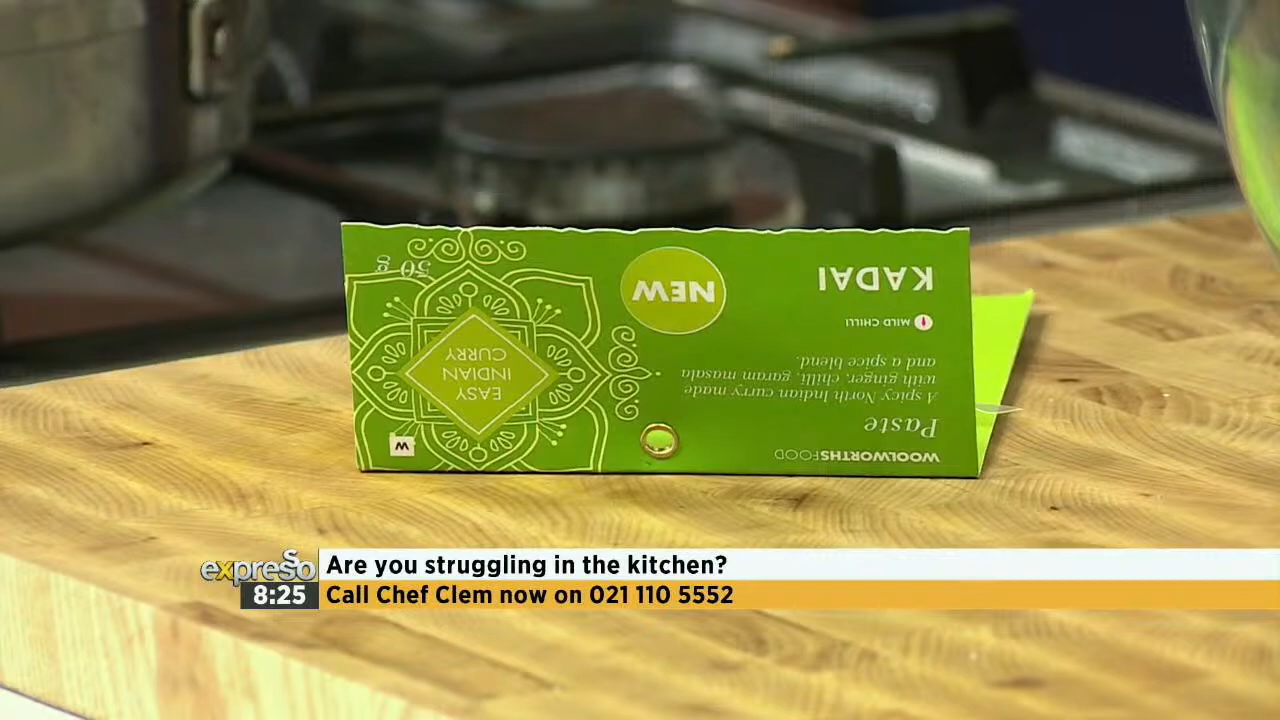 KADAI
MILD CHILLI
NEW
50
g
A spicy North Indian curry made
with ginger, chilli, garam masala
and a spice blend.
Paste
WOOLWORTHSFOOD
EASY
INDIAN
CURRY
W
expresso
8:25
Are you struggling in the kitchen?
Call Chef Clem now on 021 110 5552